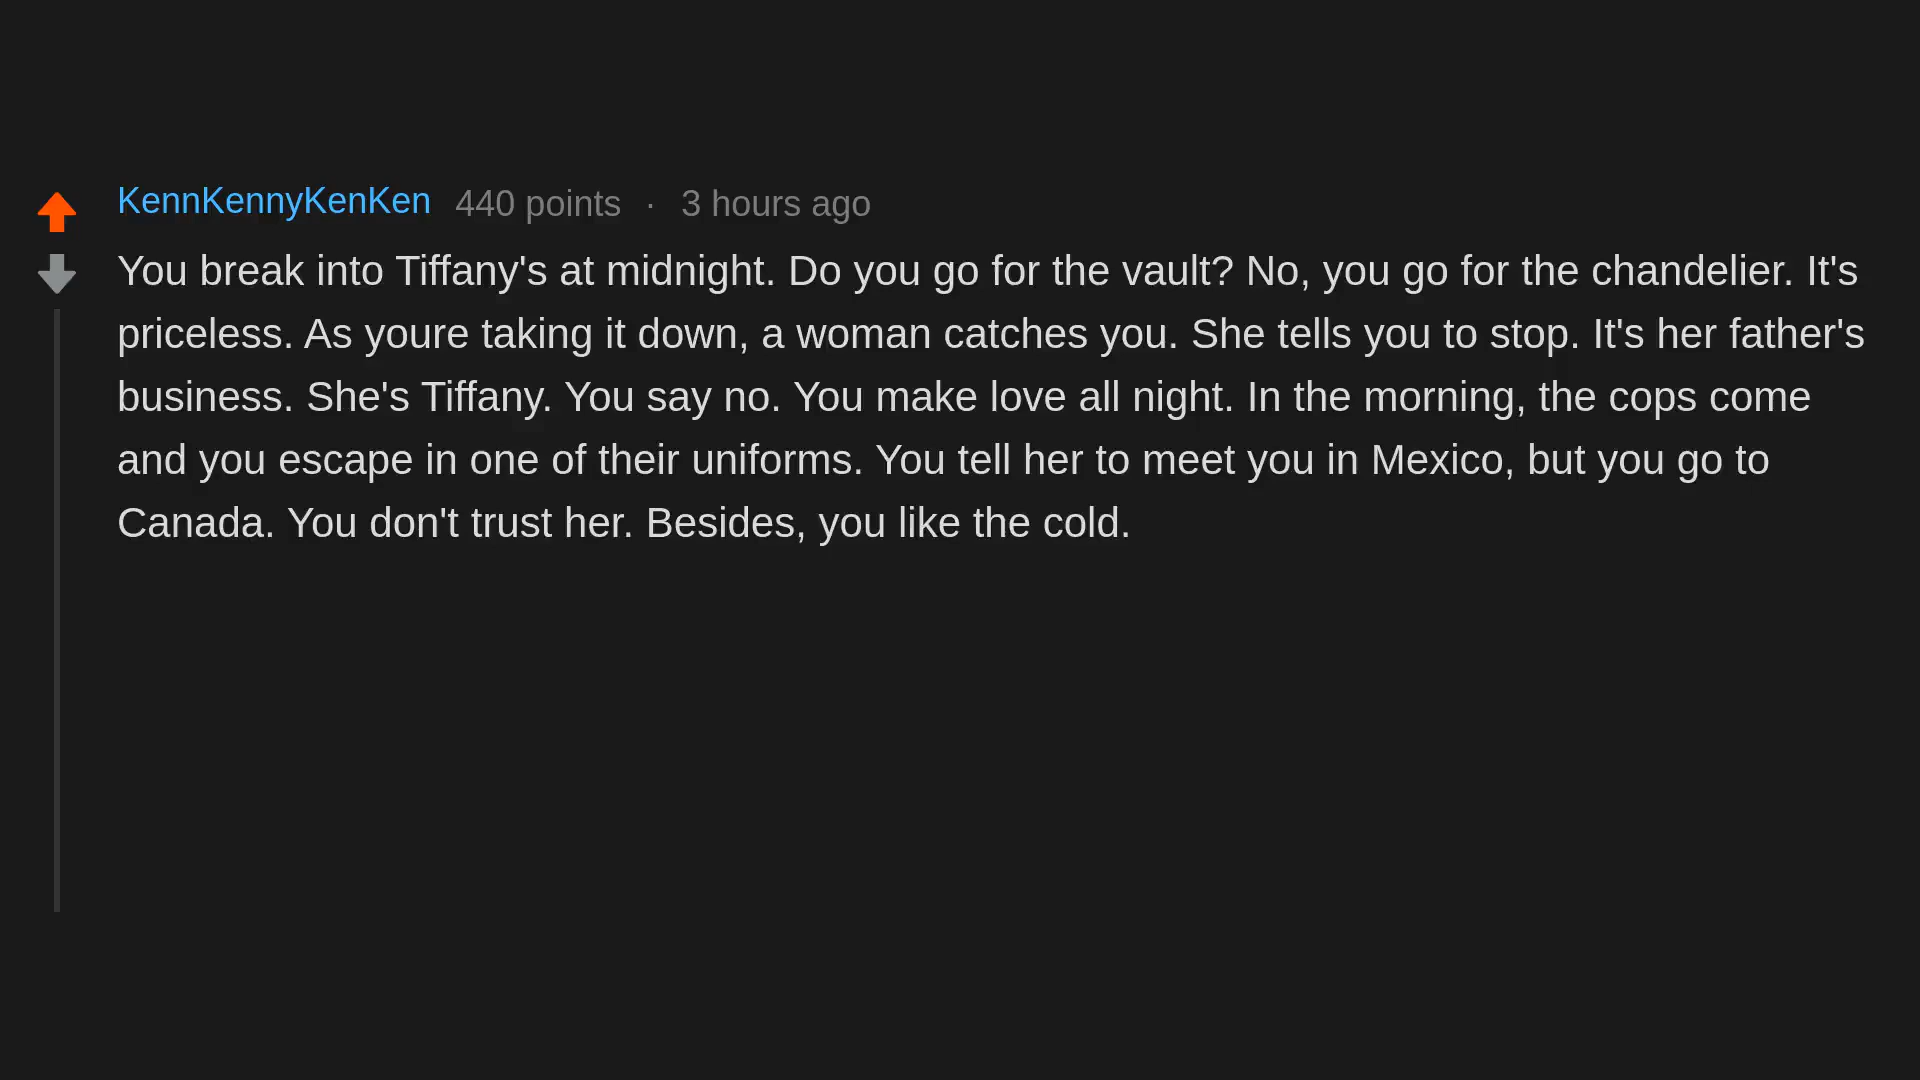 KennKennyKenKen 440 points · 3 hours ago
You break into Tiffany's at midnight. Do you go for the vault? No, you go for the chandelier. It's
priceless. As youre taking it down, a woman catches you. She tells you to stop. It's her father's
business. She's Tiffany. You say no. You make love all night. In the morning, the cops come
and you escape in one of their uniforms. You tell her to meet you in Mexico, but you go to
Canada. You don't trust her. Besides, you like the cold.